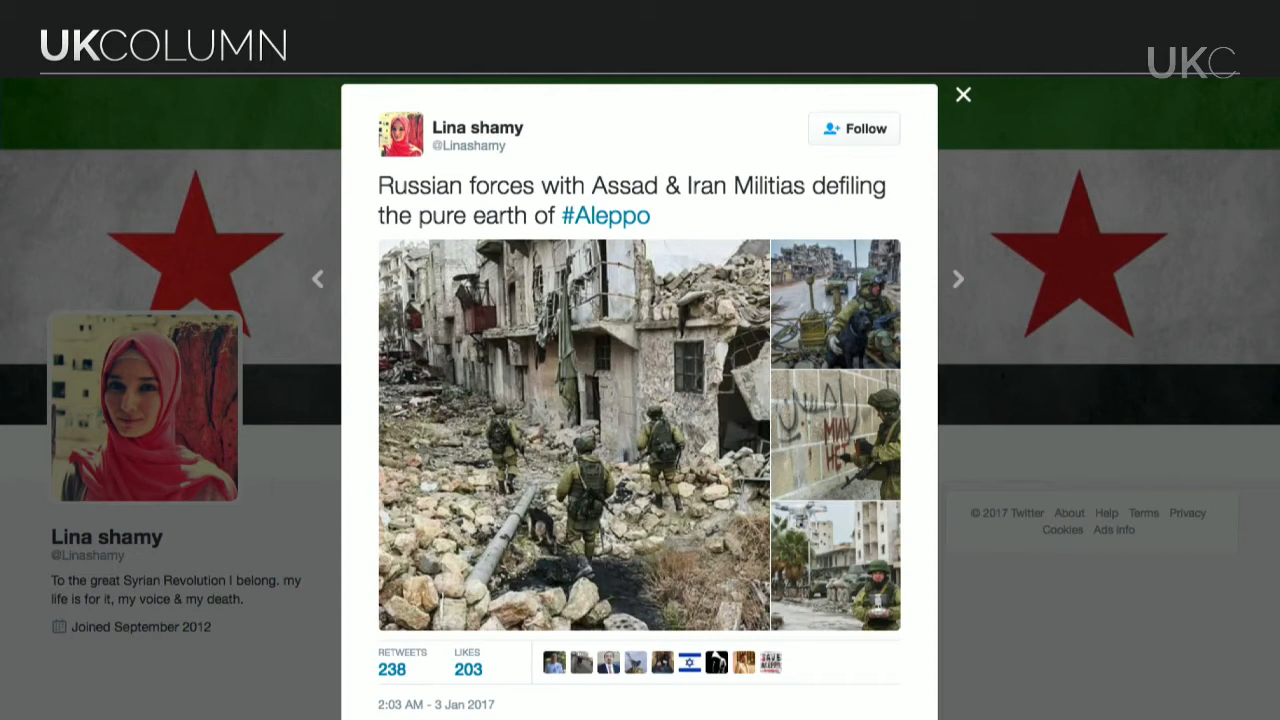 UKCOLUMN
UKC
Lina shamy
@Linashamy
Follow
Russian forces with Assad & Iran Militias defiling
the pure earth of #Aleppo
RETWEETS
238
LIKES
203
2:03 AM - 3 Jan 2017
Lina shamy
@Linashamy
To the great Syrian Revolution I belong. my
life is for it, my voice & my death.
Joined September 2012
© 2017 Twitter About Help Terms Privacy
Cookies Ads info